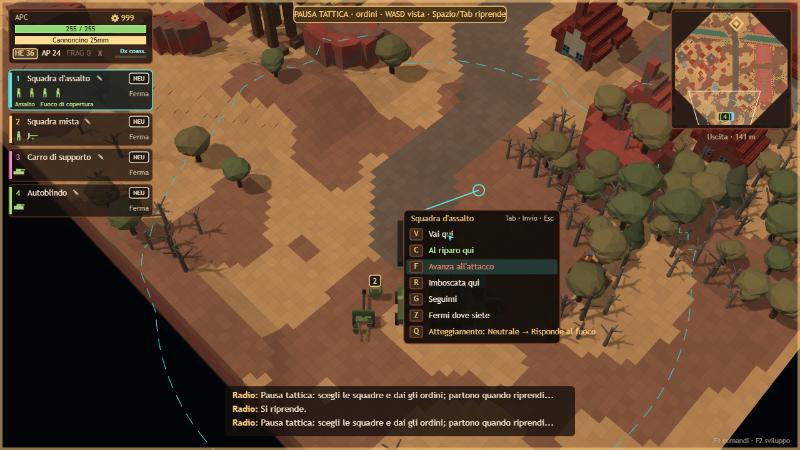 PAUSA TATTICA · ordini · WASD vista · Spazio/Tab riprende
APC 999
255 / 255
Cannoncino 25mm
HE 36 AP 24 FRAG 0 X Dx cons.
1 Squadra d'assalto NEU
Ferma
Assalto Fuoco di copertura
2 Squadra mista NEU
Ferma
3 Carro di supporto NEU
Ferma
4 Autoblindo NEU
Ferma
4
Uscita · 141 m
Squadra d'assalto Tab · Invio · Esc
V Vai qui
C Al riparo qui
F Avanza all'attacco
R Imboscata qui
G Seguimi
Z Fermi dove siete
Q Atteggiamento: Neutrale → Risponde al fuoco
2
Radio: Pausa tattica: scegli le squadre e dai gli ordini; partono quando riprendi...
Radio: Si riprende.
Radio: Pausa tattica: scegli le squadre e dai gli ordini; partono quando riprendi...
F1 comandi · F2 sviluppo